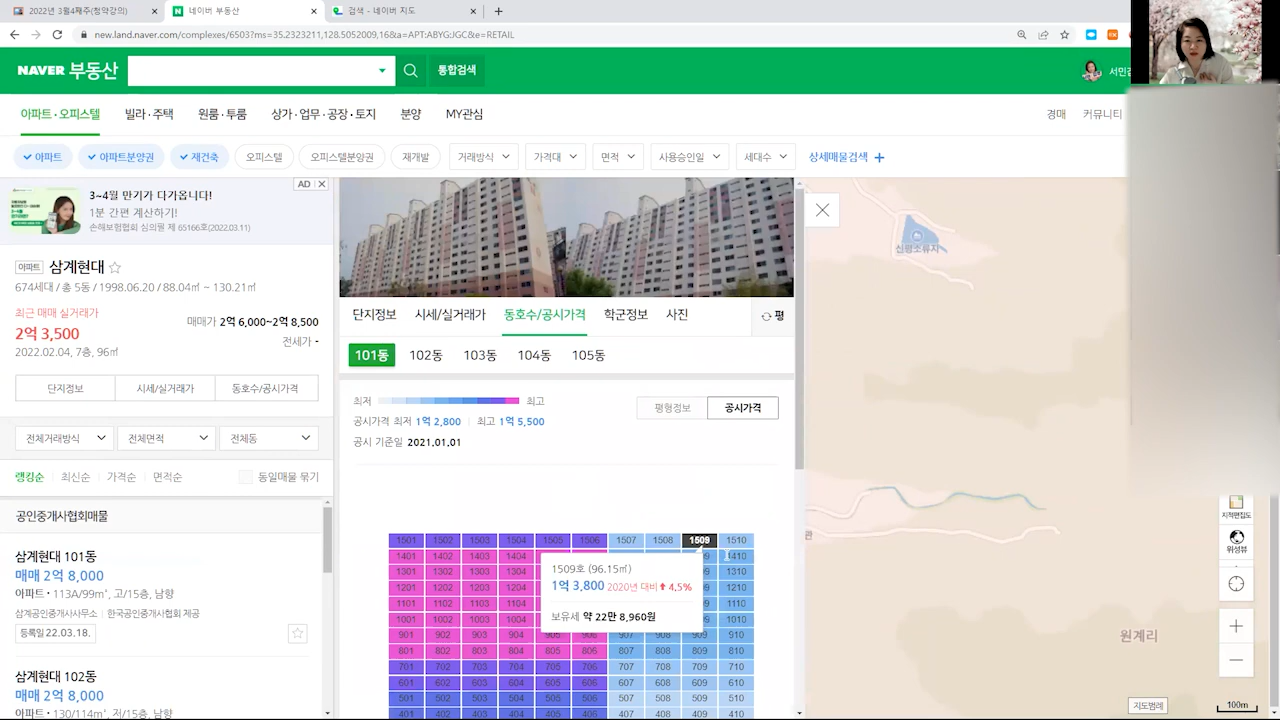 2022년 3월4째주(청약강의)
네이버 부동산
검색 - 네이버 지도
new.land.naver.com/complexes/6503?ms=35.2323211,128.5052009,16&a=APT:ABYG:JGC&e=RETAIL
NAVER 부동산
통합검색
서민갑
아파트·오피스텔
빌라·주택
원룸·투룸
상가·업무·공장·토지
분양
MY관심
경매
커뮤니티
아파트
아파트분양권
재건축
오피스텔
오피스텔분양권
재개발
거래방식
가격대
면적
사용승인일
세대수
상세매물검색 +
AD
3~4월 만기가 다가옵니다!
1분 간편 계산하기!
손해보험협회 심의필 제 65166호(2022.03.11)
아파트 삼계현대
674세대 / 총 5동 / 1998.06.20 / 88.04㎡ ~ 130.21㎡
최근 매매 실거래가
2억 3,500
2022.02.04, 7층, 96㎡
매매가 2억 6,000~2억 8,500
전세가 -
단지정보
시세/실거래가
동호수/공시가격
전체거래방식
전체면적
전체동
랭킹순
최신순
가격순
면적순
동일매물 묶기
공인중개사협회매물
삼계현대 101동
매매 2억 8,000
아파트 · 113A/99㎡, 고/15층, 남향
삼계공인중개사사무소
한국공인중개사협회 제공
등록일 22.03.18.
삼계현대 102동
매매 2억 8,000
아파트 · 130/114㎡, 저/15층, 남향
단지정보
시세/실거래가
동호수/공시가격
학군정보
사진
평
101동
102동
103동
104동
105동
최저
최고
공시가격 최저 1억 2,800
최고 1억 5,500
공시 기준일 2021.01.01
평형정보
공시가격
1501 1502 1503 1504 1505 1506 1507 1508 1509 1510
1401 1402 1403 1404 1410
1301 1302 1303 1304 1310
1201 1202 1203 1204 1210
1101 1102 1103 1104 1110
1001 1002 1003 1004 1010
901 902 903 904 905 906 907 908 909 910
801 802 803 804 805 806 807 808 809 810
701 702 703 704 705 706 707 708 709 710
601 602 603 604 605 606 607 608 609 610
501 502 503 504 505 506 507 508 509 510
401 402 403 404 405 406 407 408 409 410
1509호 (96.15㎡)
1억 3,800 2020년 대비 4.5%
보유세 약 22만 8,960원
신평소류지
관
원계리
지적편집도
위성뷰
지도범례
100m